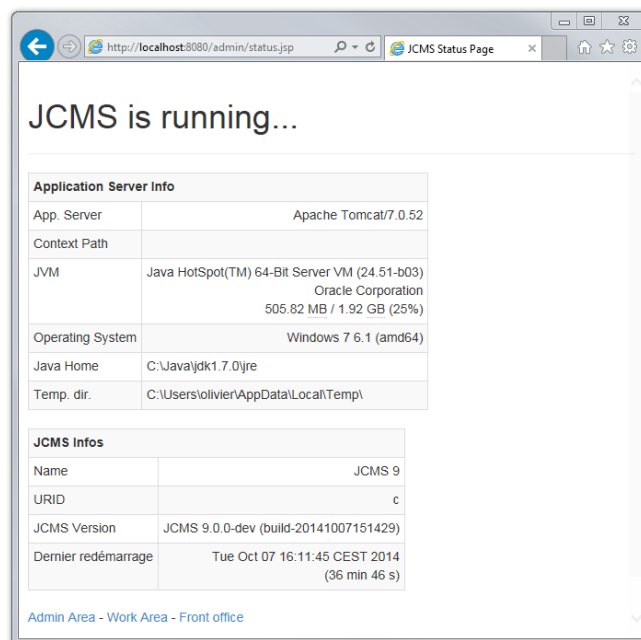 http://localhost:8080/admin/status.jsp
JCMS Status Page
JCMS is running...
Application Server Info
App. Server Apache Tomcat/7.0.52
Context Path
JVM Java HotSpot(TM) 64-Bit Server VM (24.51-b03)
Oracle Corporation
505.82 MB / 1.92 GB (25%)
Operating System Windows 7 6.1 (amd64)
Java Home C:\Java\jdk1.7.0\jre
Temp. dir. C:\Users\olivier\AppData\Local\Temp\
JCMS Infos
Name JCMS 9
URID c
JCMS Version JCMS 9.0.0-dev (build-20141007151429)
Dernier redémarrage Tue Oct 07 16:11:45 CEST 2014
(36 min 46 s)
Admin Area - Work Area - Front office